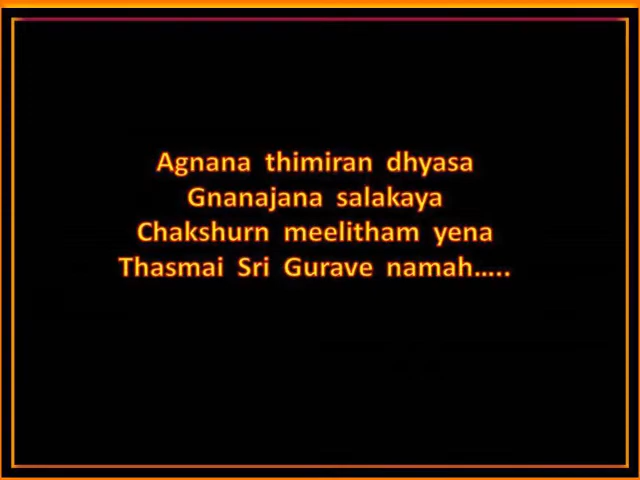 Agnana thimiran dhyasa
Gnanajana salakaya
Chakshurn meelitham yena
Thasmai Sri Gurave namah.....